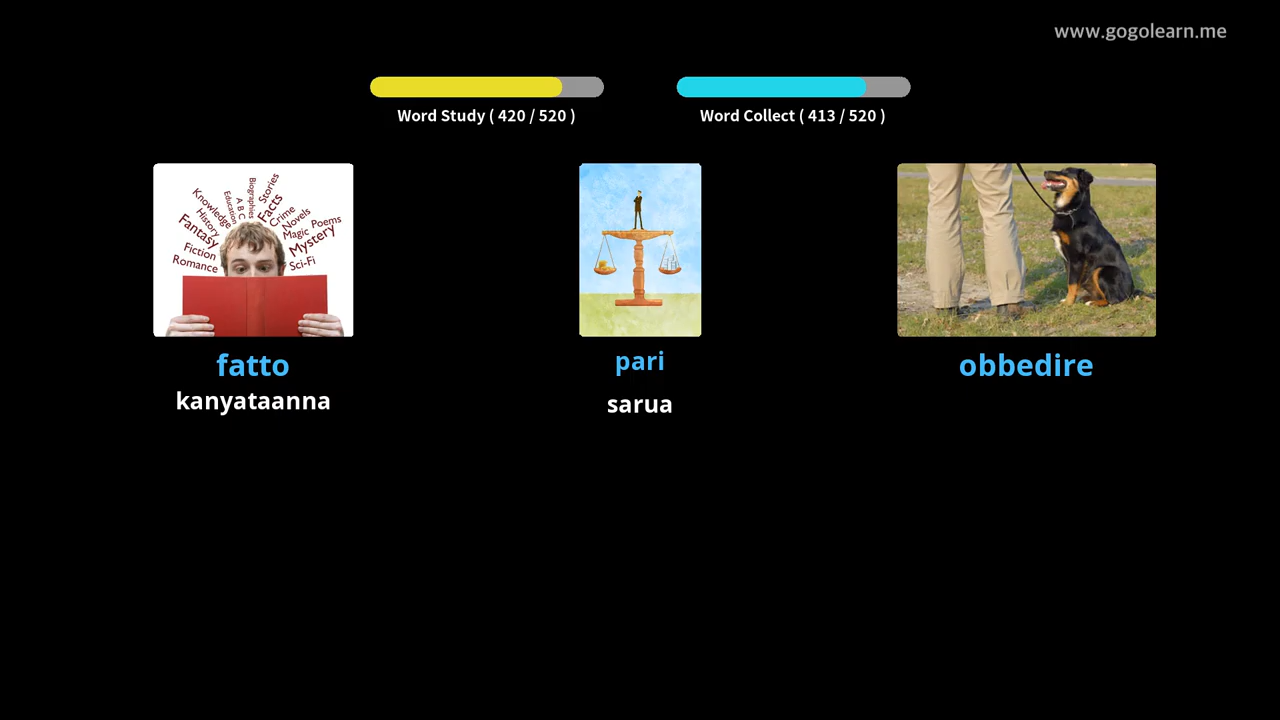 www.gogolearn.me
Word Study ( 420 / 520 )
Word Collect ( 413 / 520 )
Knowledge
Education
A B C
Biographies
Stories
Facts
Crime
Novels
Poems
Magic
Mystery
Sci-Fi
History
Fantasy
Fiction
Romance
fatto
kanyataanna
pari
sarua
obbedire